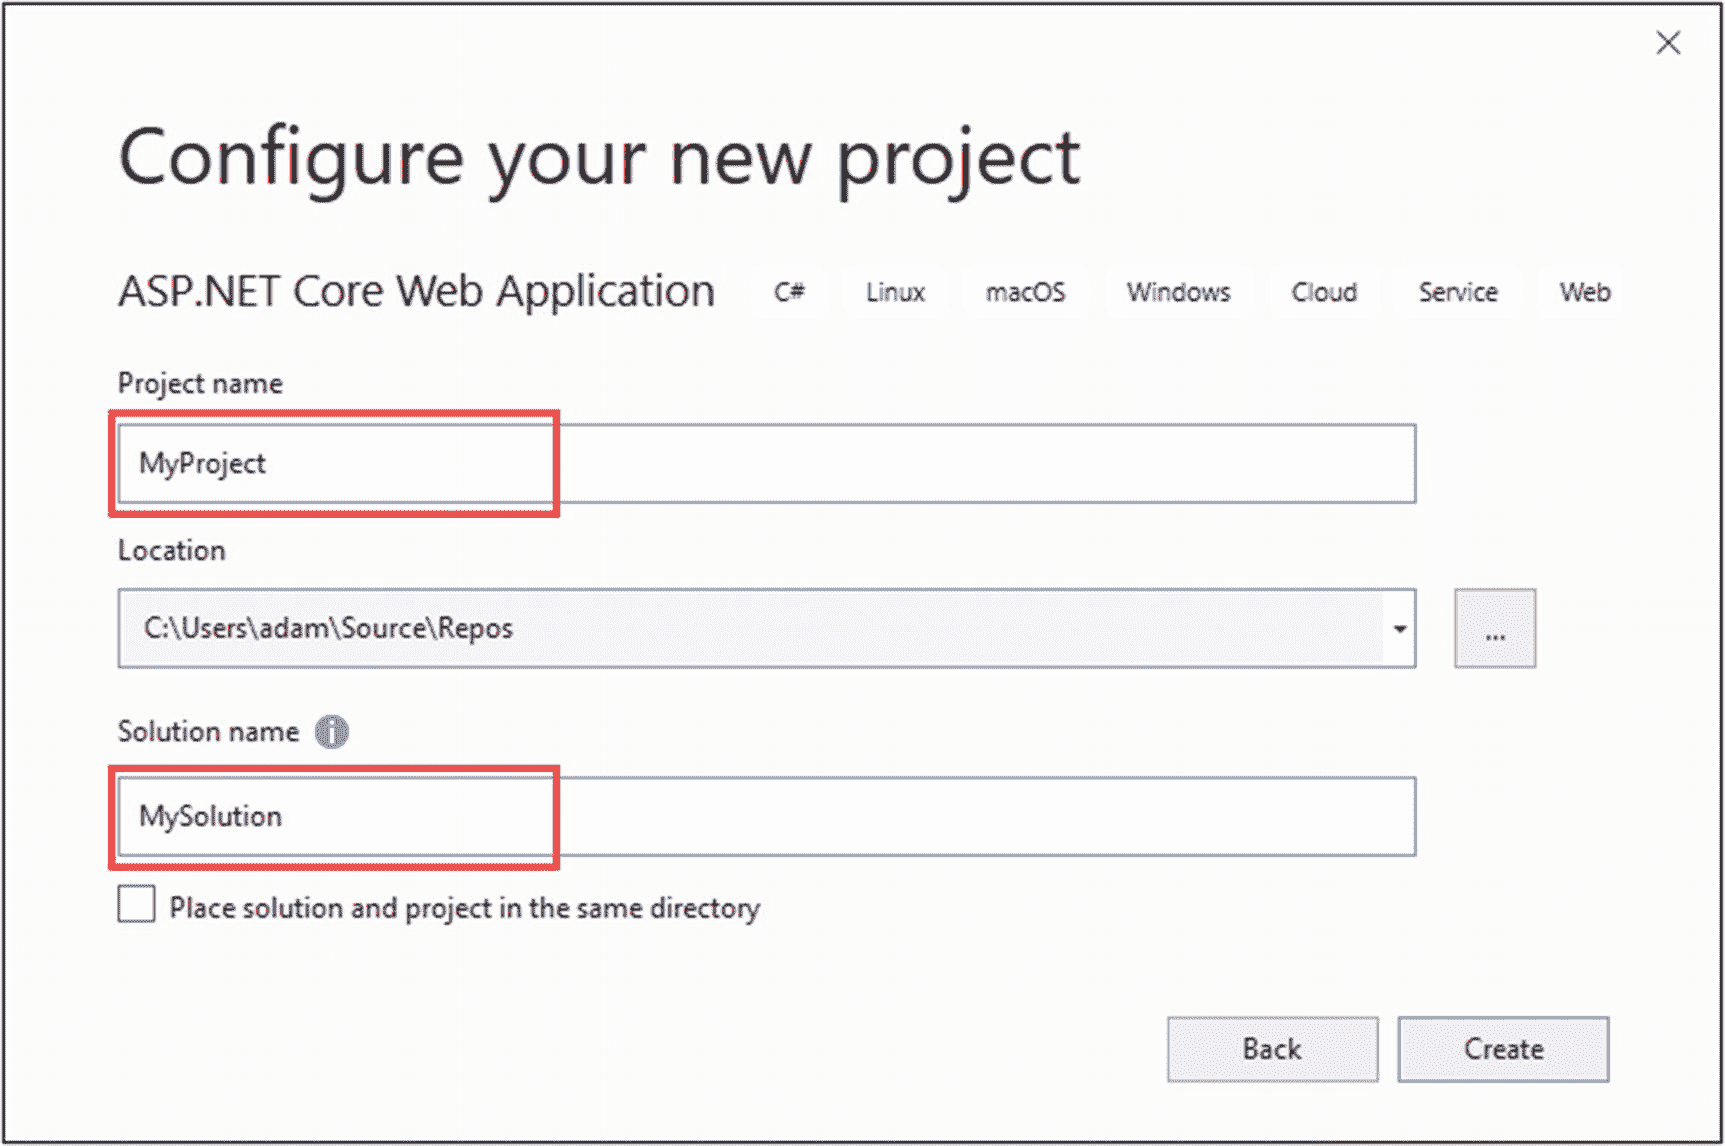 Configure your new project
ASP.NET Core Web Application C# Linux macOS Windows Cloud Service Web
Project name
MyProject
Location
C:\Users\adam\Source\Repos
...
Solution name
MySolution
Place solution and project in the same directory
Back Create